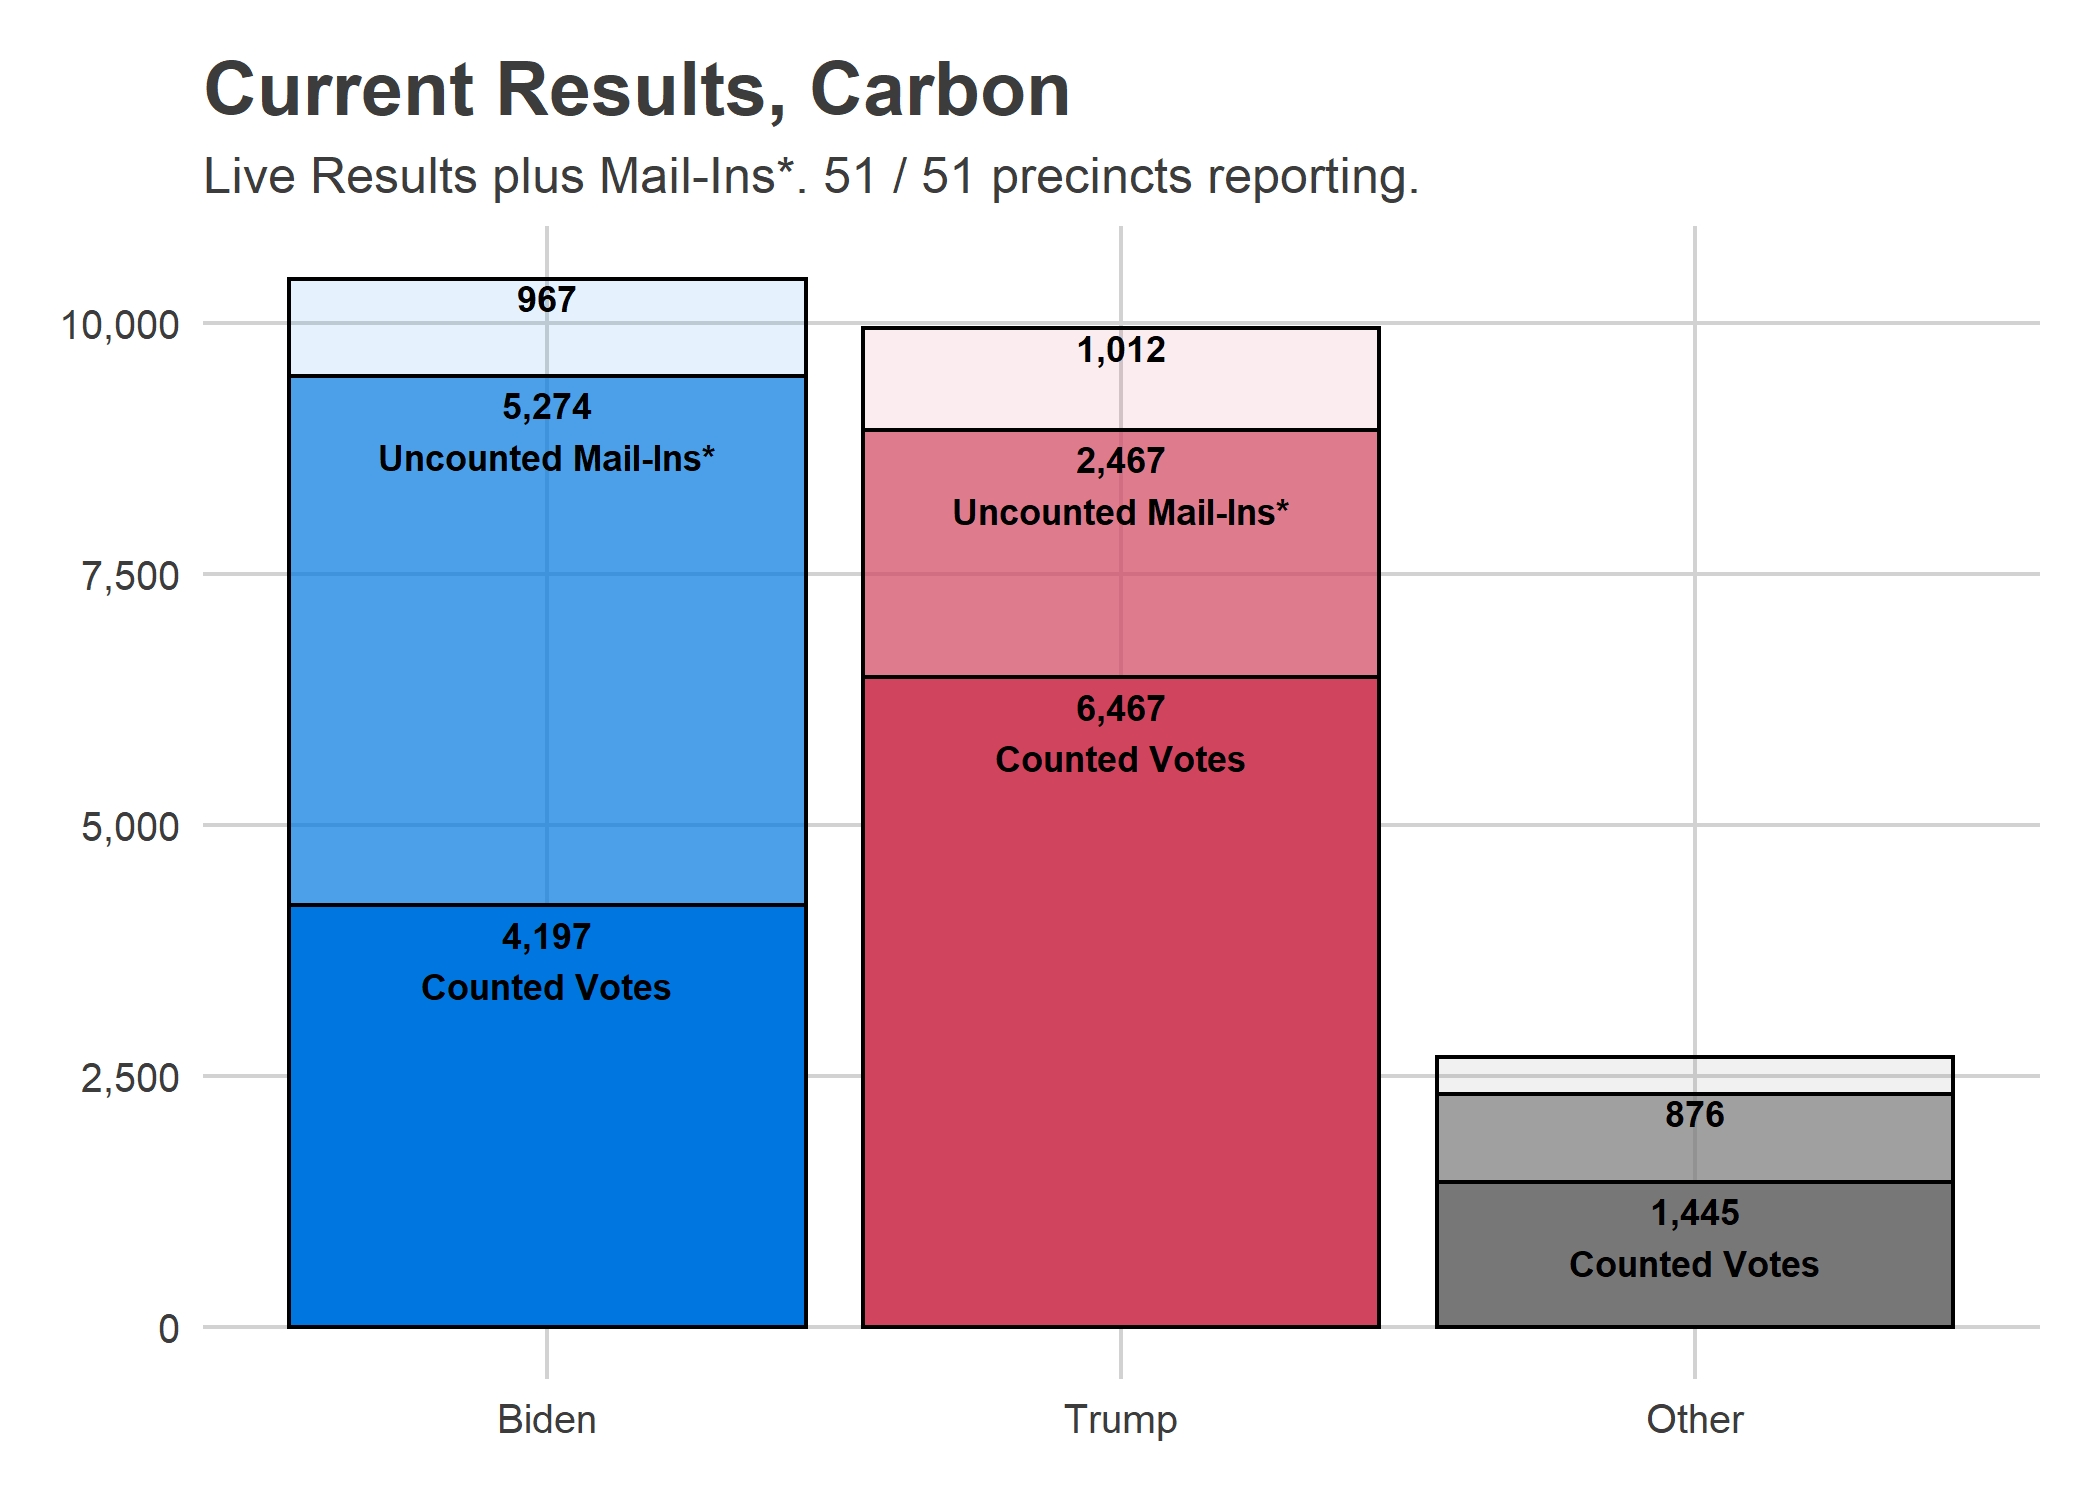 Current Results, Carbon
Live Results plus Mail-Ins*. 51 / 51 precincts reporting.
10,000
7,500
5,000
2,500
0
967
5,274
Uncounted Mail-Ins*
4,197
Counted Votes
1,012
2,467
Uncounted Mail-Ins*
6,467
Counted Votes
876
1,445
Counted Votes
Biden
Trump
Other